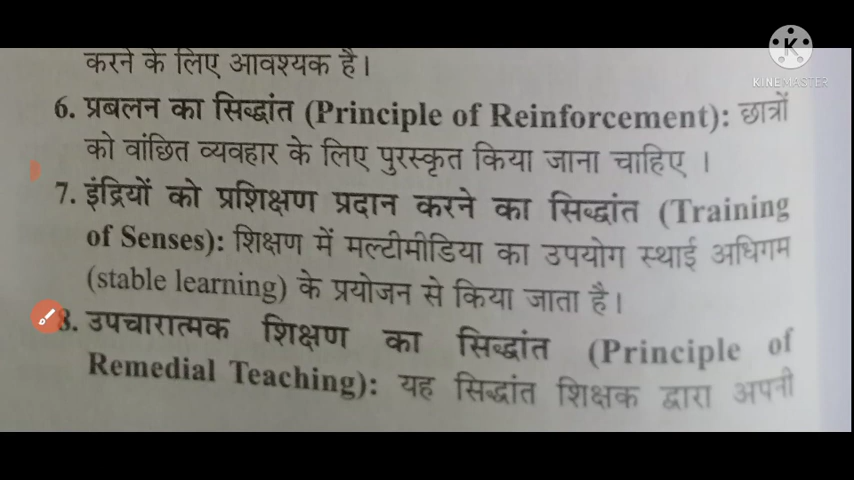 करने के लिए आवश्यक है।
6. प्रबलन का सिद्धांत (Principle of Reinforcement): छात्रों
को वांछित व्यवहार के लिए पुरस्कृत किया जाना चाहिए ।
7. इंद्रियों को प्रशिक्षण प्रदान करने का सिद्धांत (Training
of Senses): शिक्षण में मल्टीमीडिया का उपयोग स्थाई अधिगम
(stable learning) के प्रयोजन से किया जाता है।
8. उपचारात्मक शिक्षण का सिद्धांत (Principle of
Remedial Teaching): यह सिद्धांत शिक्षक द्वारा अपनी
K
KINEMASTER